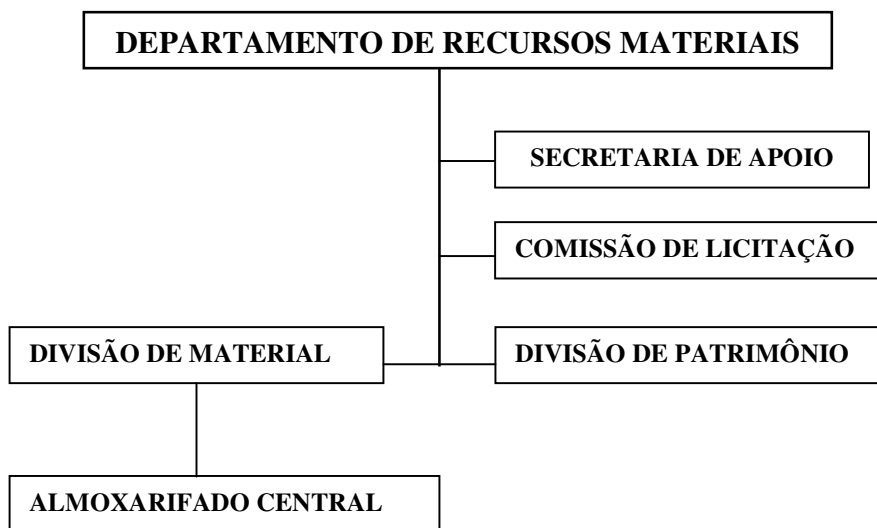 DEPARTAMENTO DE RECURSOS MATERIAIS
SECRETARIA DE APOIO
COMISSÃO DE LICITAÇÃO
DIVISÃO DE MATERIAL
DIVISÃO DE PATRIMÔNIO
ALMOXARIFADO CENTRAL